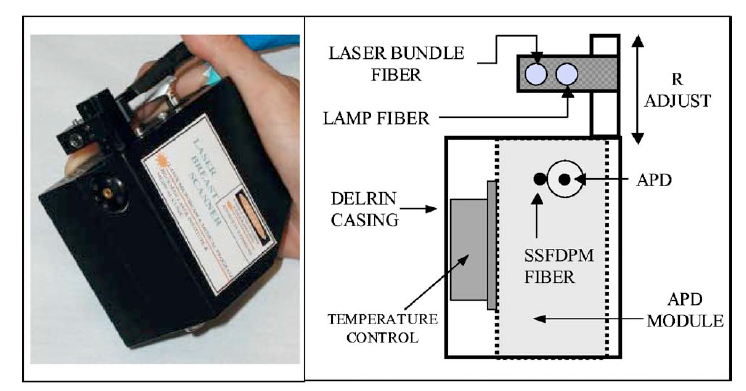 LASER
BREAST
SCANNER
LASER BUNDLE
FIBER
LAMP FIBER
R
ADJUST
DELRIN
CASING
APD
SSFDPM
FIBER
TEMPERATURE
CONTROL
APD
MODULE